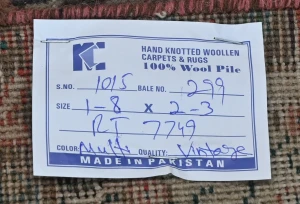 KC
HAND KNOTTED WOOLLEN
CARPETS & RUGS
100% Wool Pile
S.NO. 1015 BALE NO. 299
SIZE 1-8 X 2-3
RT 7749
COLOR: Multi QUALITY: Vintage
MADE IN PAKISTAN